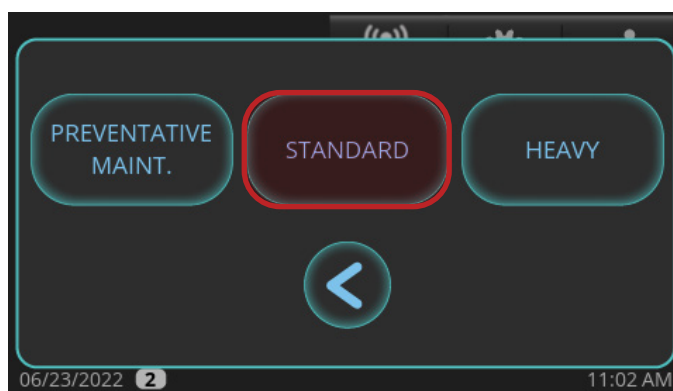 PREVENTATIVE
MAINT.
STANDARD
HEAVY
06/23/2022 2
11:02 AM